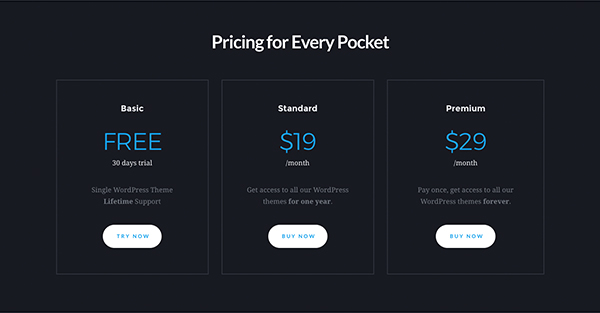 Pricing for Every Pocket
Basic
FREE
30 days trial
Single WordPress Theme
Lifetime Support
TRY NOW
Standard
$19
/month
Get access to all our WordPress
themes for one year.
BUY NOW
Premium
$29
/month
Pay once, get access to all our
WordPress themes forever.
BUY NOW